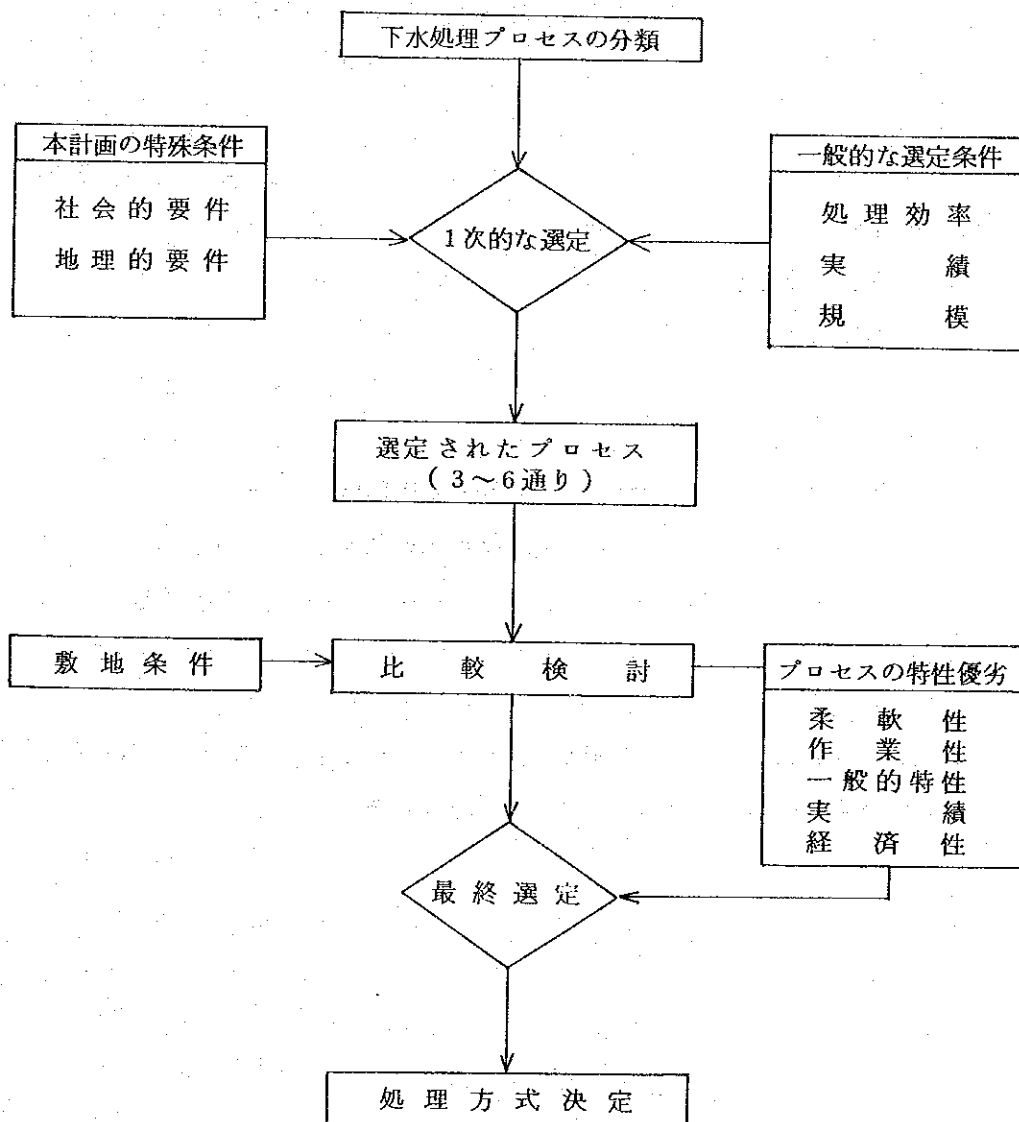 下水処理プロセスの分類
本計画の特殊条件
社会的要件
地理的要件
一般的な選定条件
処理効率
実績
規模
1次的な選定
選定されたプロセス
(3〜6通り)
敷地条件
比較検討
プロセスの特性優劣
柔軟性
作業性
一般的特性
実績
経済性
最終選定
処理方式決定